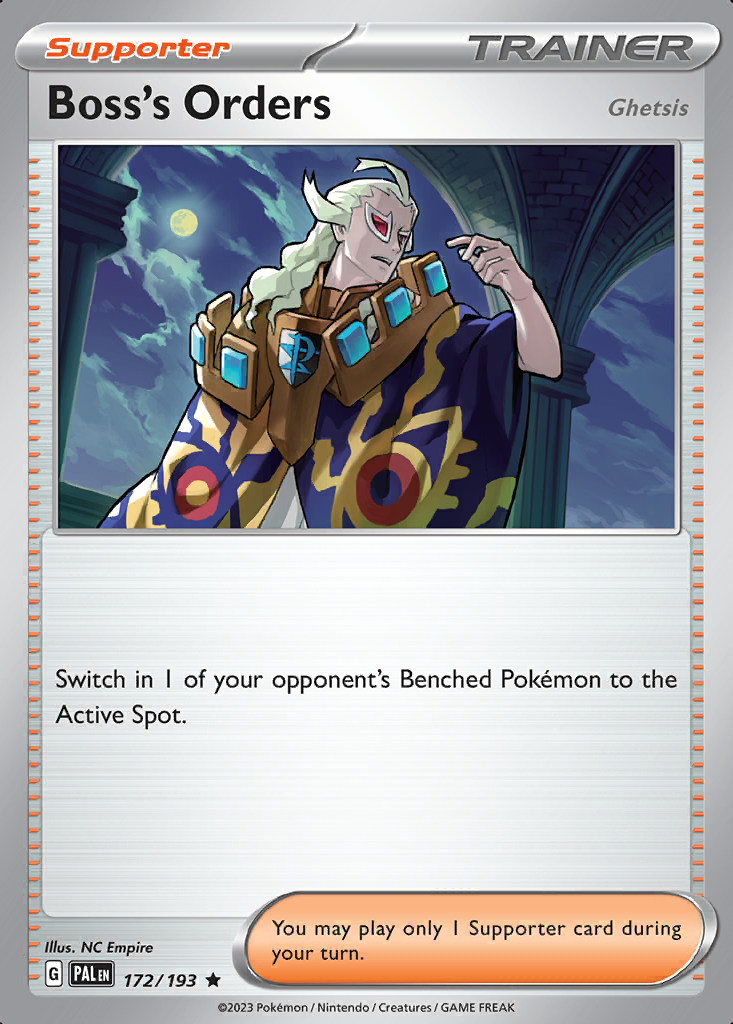 Supporter
TRAINER
Boss's Orders
Ghetsis
Switch in 1 of your opponent's Benched Pokémon to the
Active Spot.
You may play only 1 Supporter card during
your turn.
Illus. NC Empire
G PAL EN 172/193 ★
©2023 Pokémon / Nintendo / Creatures / GAME FREAK